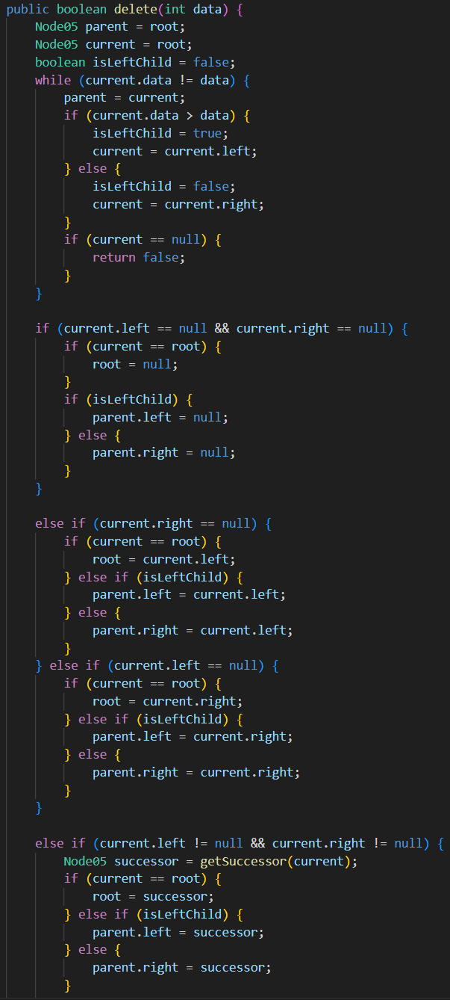 public boolean delete(int data) {
    Node05 parent = root;
    Node05 current = root;
    boolean isLeftChild = false;
    while (current.data != data) {
        parent = current;
        if (current.data > data) {
            isLeftChild = true;
            current = current.left;
        } else {
            isLeftChild = false;
            current = current.right;
        }
        if (current == null) {
            return false;
        }
    }

    if (current.left == null && current.right == null) {
        if (current == root) {
            root = null;
        }
        if (isLeftChild) {
            parent.left = null;
        } else {
            parent.right = null;
        }
    }

    else if (current.right == null) {
        if (current == root) {
            root = current.left;
        } else if (isLeftChild) {
            parent.left = current.left;
        } else {
            parent.right = current.left;
        }
    } else if (current.left == null) {
        if (current == root) {
            root = current.right;
        } else if (isLeftChild) {
            parent.left = current.right;
        } else {
            parent.right = current.right;
        }
    }

    else if (current.left != null && current.right != null) {
        Node05 successor = getSuccessor(current);
        if (current == root) {
            root = successor;
        } else if (isLeftChild) {
            parent.left = successor;
        } else {
            parent.right = successor;
        }